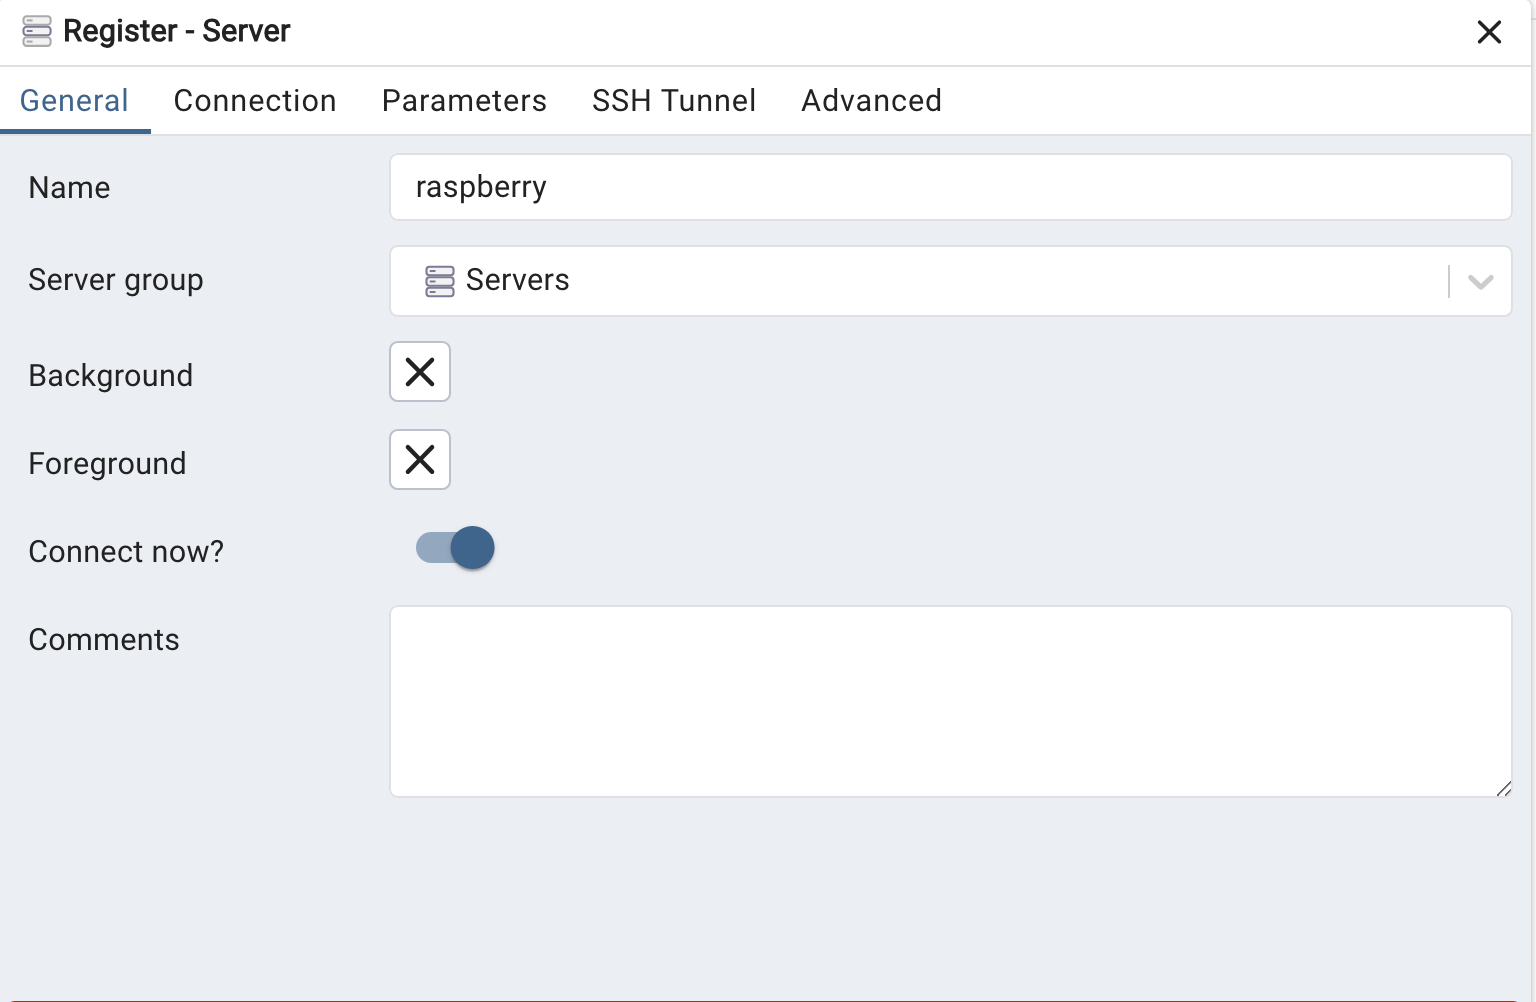 Register - Server
General Connection Parameters SSH Tunnel Advanced
Name raspberry
Server group Servers
Background
Foreground
Connect now?
Comments